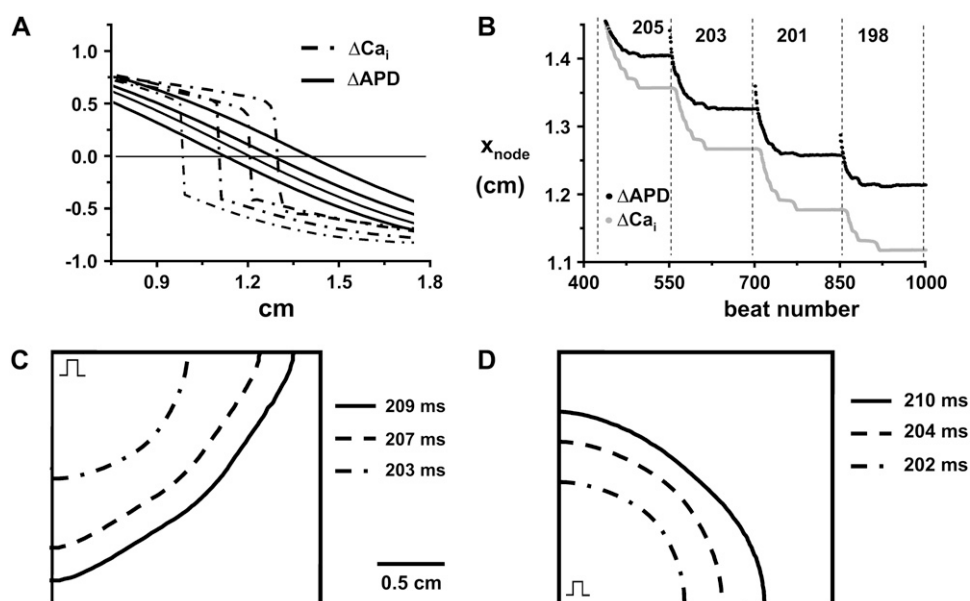 A
1.0
0.5
0.0
-0.5
-1.0
0.9 1.2 1.5 1.8
cm
ΔCai
ΔAPD
B
205 203 201 198
1.4
1.3
1.2
1.1
xnode
(cm)
ΔAPD
ΔCai
400 550 700 850 1000
beat number
C
209 ms
207 ms
203 ms
0.5 cm
D
210 ms
204 ms
202 ms